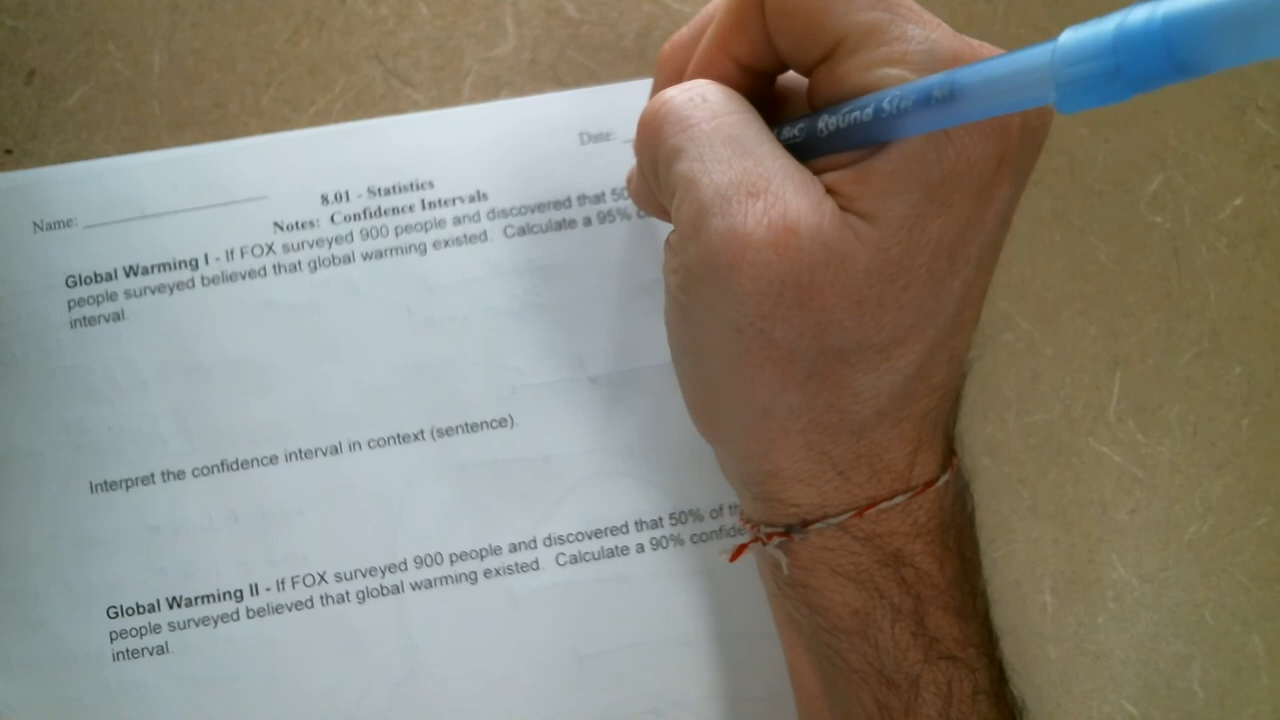 Date:
Name:
8.01 - Statistics
Notes: Confidence Intervals
Global Warming I - If FOX surveyed 900 people and discovered that
people surveyed believed that global warming existed. Calculate a 95%
interval.
Interpret the confidence interval in context (sentence).
Global Warming II - If FOX surveyed 900 people and discovered that 50% of
people surveyed believed that global warming existed. Calculate a 90%
interval.
BIC Round Stic